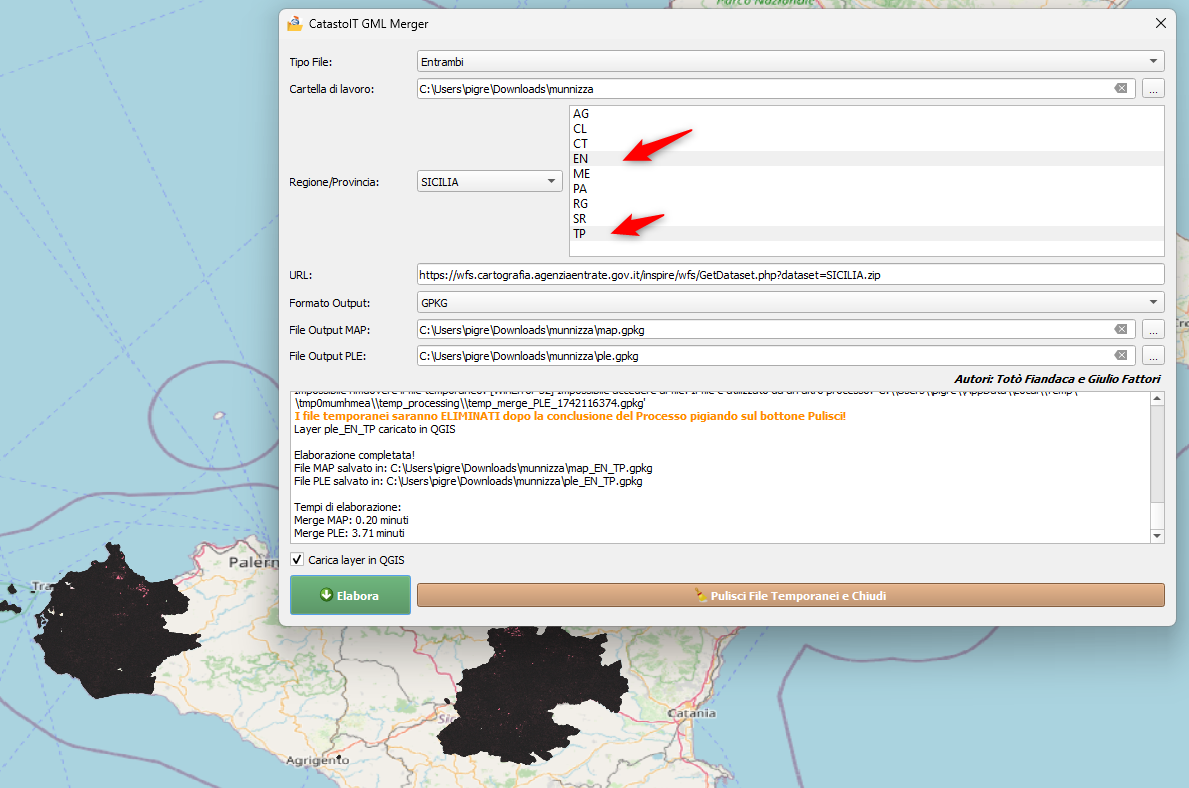 Parco Nazionale
CatastoIT GML Merger
Tipo File:
Entrambi
Cartella di lavoro:
C:\Users\pigre\Downloads\munnizza
...
Regione/Provincia:
SICILIA
AG
CL
CT
EN
ME
PA
RG
SR
TP
URL:
https://wfs.cartografia.agenziaentrate.gov.it/inspire/wfs/GetDataset.php?dataset=SICILIA.zip
Formato Output:
GPKG
File Output MAP:
C:\Users\pigre\Downloads\munnizza\map.gpkg
...
File Output PLE:
C:\Users\pigre\Downloads\munnizza\ple.gpkg
...
Autori: Totò Fiandaca e Giulio Fattori
\tmp0mumhmea\\temp_processing\\temp_merge_PLE_1742116374.gpkg'
I file temporanei saranno ELIMINATI dopo la conclusione del Processo pigiando sul bottone Pulisci!
Layer ple_EN_TP caricato in QGIS
Elaborazione completata!
File MAP salvato in: C:\Users\pigre\Downloads\munnizza\map_EN_TP.gpkg
File PLE salvato in: C:\Users\pigre\Downloads\munnizza\ple_EN_TP.gpkg
Tempi di elaborazione:
Merge MAP: 0.20 minuti
Merge PLE: 3.71 minuti
Carica layer in QGIS
Elabora
Pulisci File Temporanei e Chiudi
Palerm
Tra
Catania
Agrigento